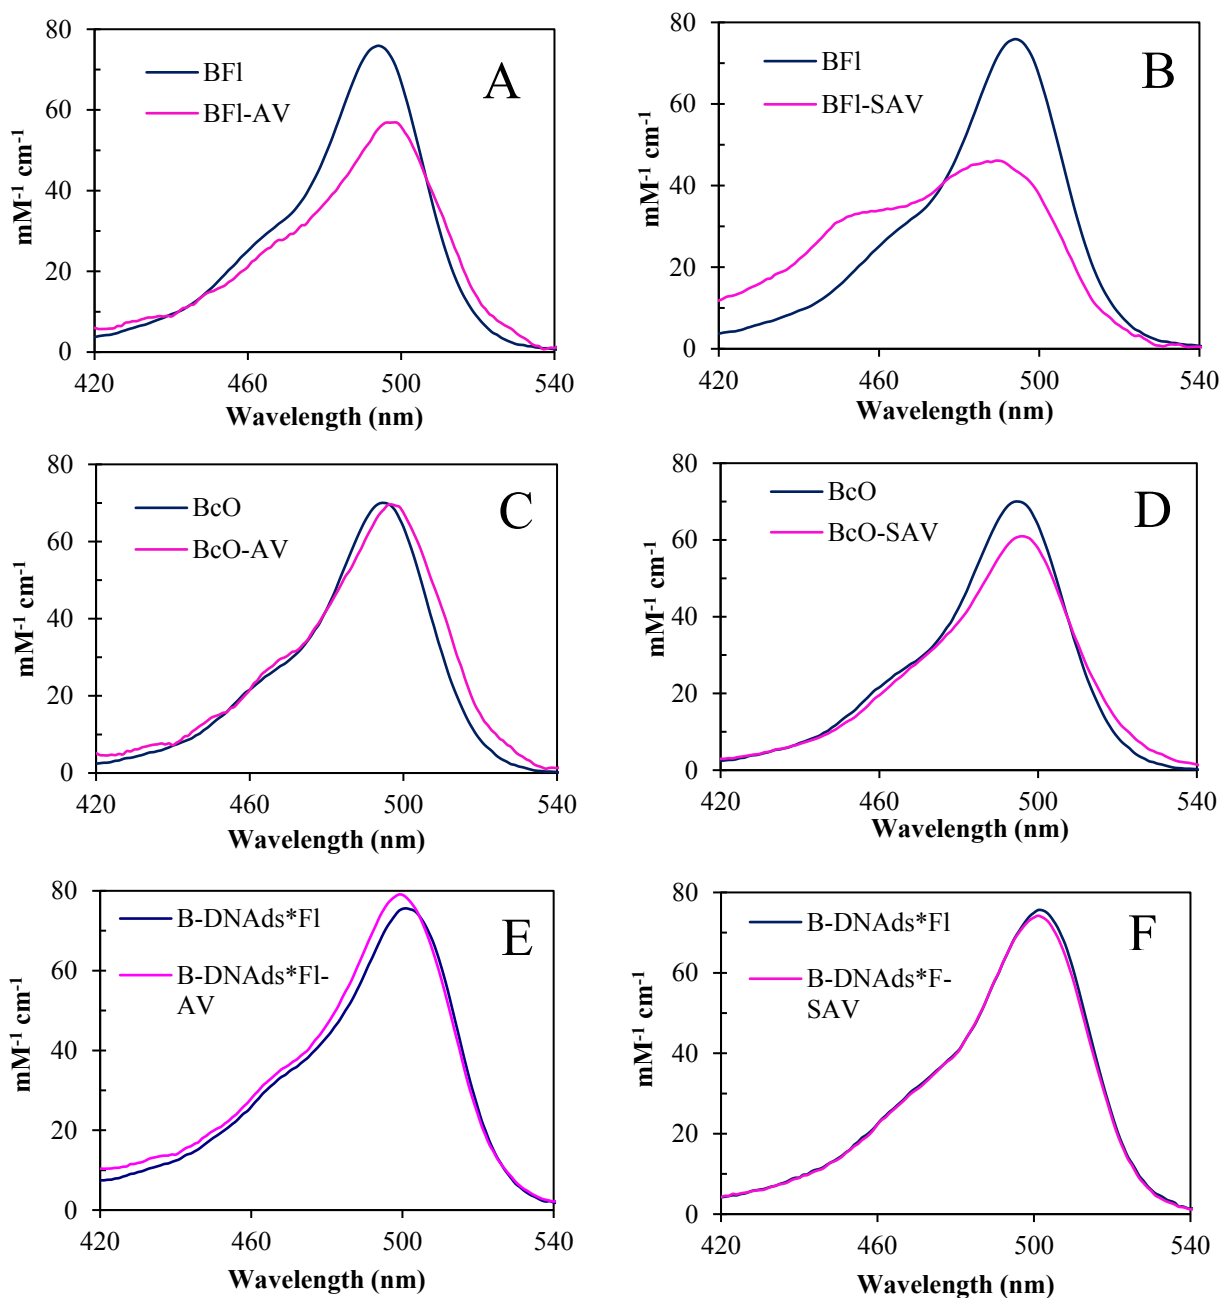 A
BFl
BFl-AV
mM-1 cm-1
80
60
40
20
0
420 460 500 540
Wavelength (nm)
B
BFl
BFl-SAV
mM-1 cm-1
80
60
40
20
0
420 460 500 540
Wavelength (nm)
C
BcO
BcO-AV
mM-1 cm-1
80
60
40
20
0
420 460 500 540
Wavelength (nm)
D
BcO
BcO-SAV
mM-1 cm-1
80
60
40
20
0
420 460 500 540
Wavelength (nm)
E
B-DNAds*Fl
B-DNAds*Fl-
AV
mM-1 cm-1
80
60
40
20
0
420 460 500 540
Wavelength (nm)
F
B-DNAds*Fl
B-DNAds*F-
SAV
mM-1 cm-1
80
60
40
20
0
420 460 500 540
Wavelength (nm)